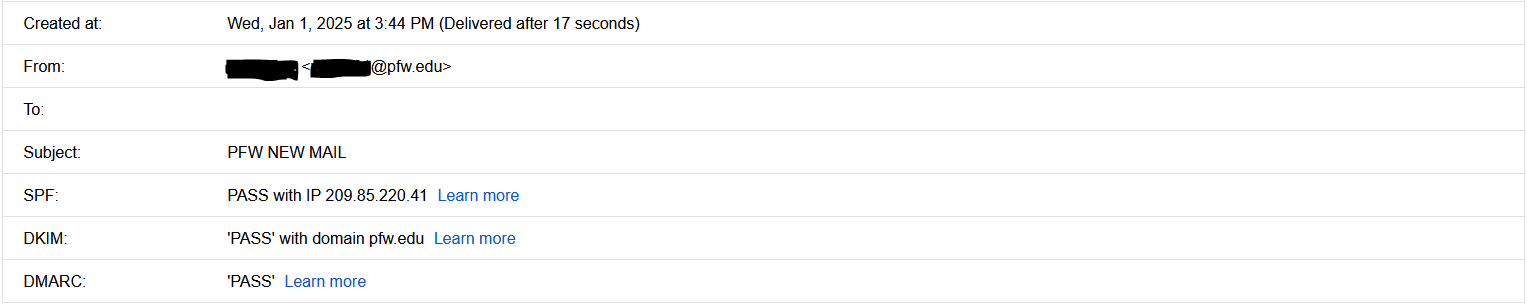 Created at: Wed, Jan 1, 2025 at 3:44 PM (Delivered after 17 seconds)
From: <@pfw.edu>
To:
Subject: PFW NEW MAIL
SPF: PASS with IP 209.85.220.41 Learn more
DKIM: 'PASS' with domain pfw.edu Learn more
DMARC: 'PASS' Learn more